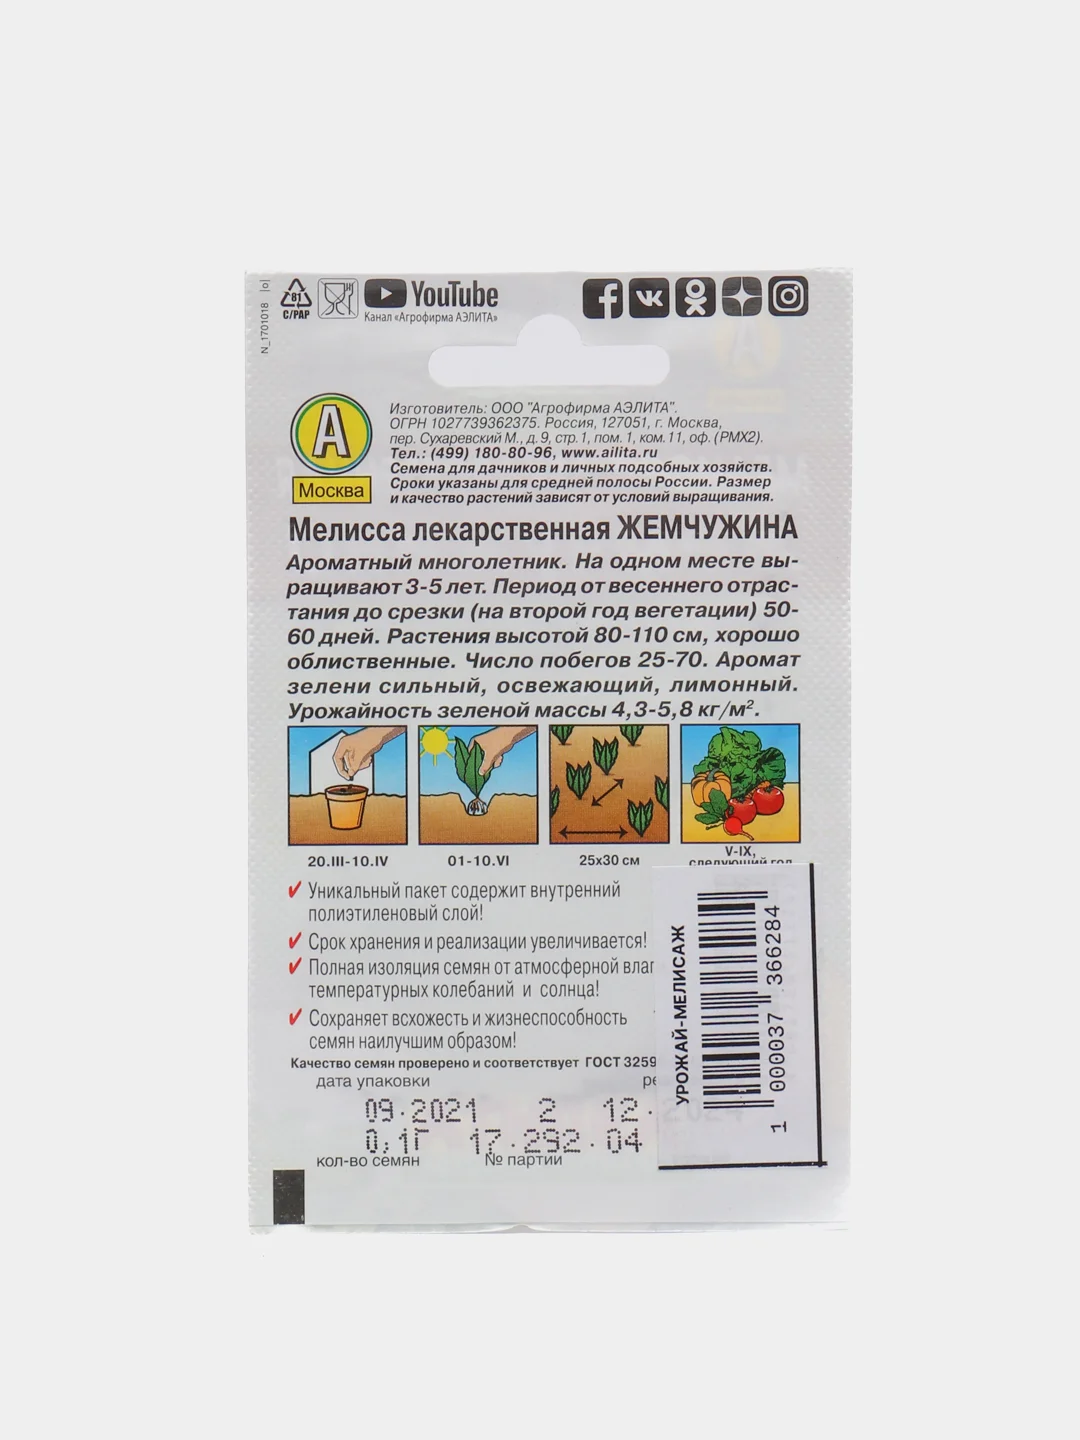 81
C/PAP
YouTube
Канал «Агрофирма АЭЛИТА»
N_1701018
А
Москва
Изготовитель: ООО "Агрофирма АЭЛИТА".
ОГРН 1027739362375. Россия, 127051, г. Москва,
пер. Сухаревский М., д. 9, стр. 1, пом. 1, ком. 11, оф. (РМХ2).
Тел.: (499) 180-80-96, www.ailita.ru
Семена для дачников и личных подсобных хозяйств.
Сроки указаны для средней полосы России. Размер
и качество растений зависят от условий выращивания.
Мелисса лекарственная ЖЕМЧУЖИНА
Ароматный многолетник. На одном месте вы-
ращивают 3-5 лет. Период от весеннего отрас-
тания до срезки (на второй год вегетации) 50-
60 дней. Растения высотой 80-110 см, хорошо
облиственные. Число побегов 25-70. Аромат
зелени сильный, освежающий, лимонный.
Урожайность зеленой массы 4,3-5,8 кг/м².
20.III-10.IV
01-10.VI
25х30 см
V-IX,
следующий год
✓ Уникальный пакет содержит внутренний
полиэтиленовый слой!
✓ Срок хранения и реализации увеличивается!
✓ Полная изоляция семян от атмосферной влаг
температурных колебаний и солнца!
✓ Сохраняет всхожесть и жизнеспособность
семян наилучшим образом!
Качество семян проверено и соответствует ГОСТ 3259
дата упаковки
09.2021 2 12.
0,1Г 17.292.04
кол-во семян № партии
УРОЖАЙ-МЕЛИСАЖ
1 000037 366284